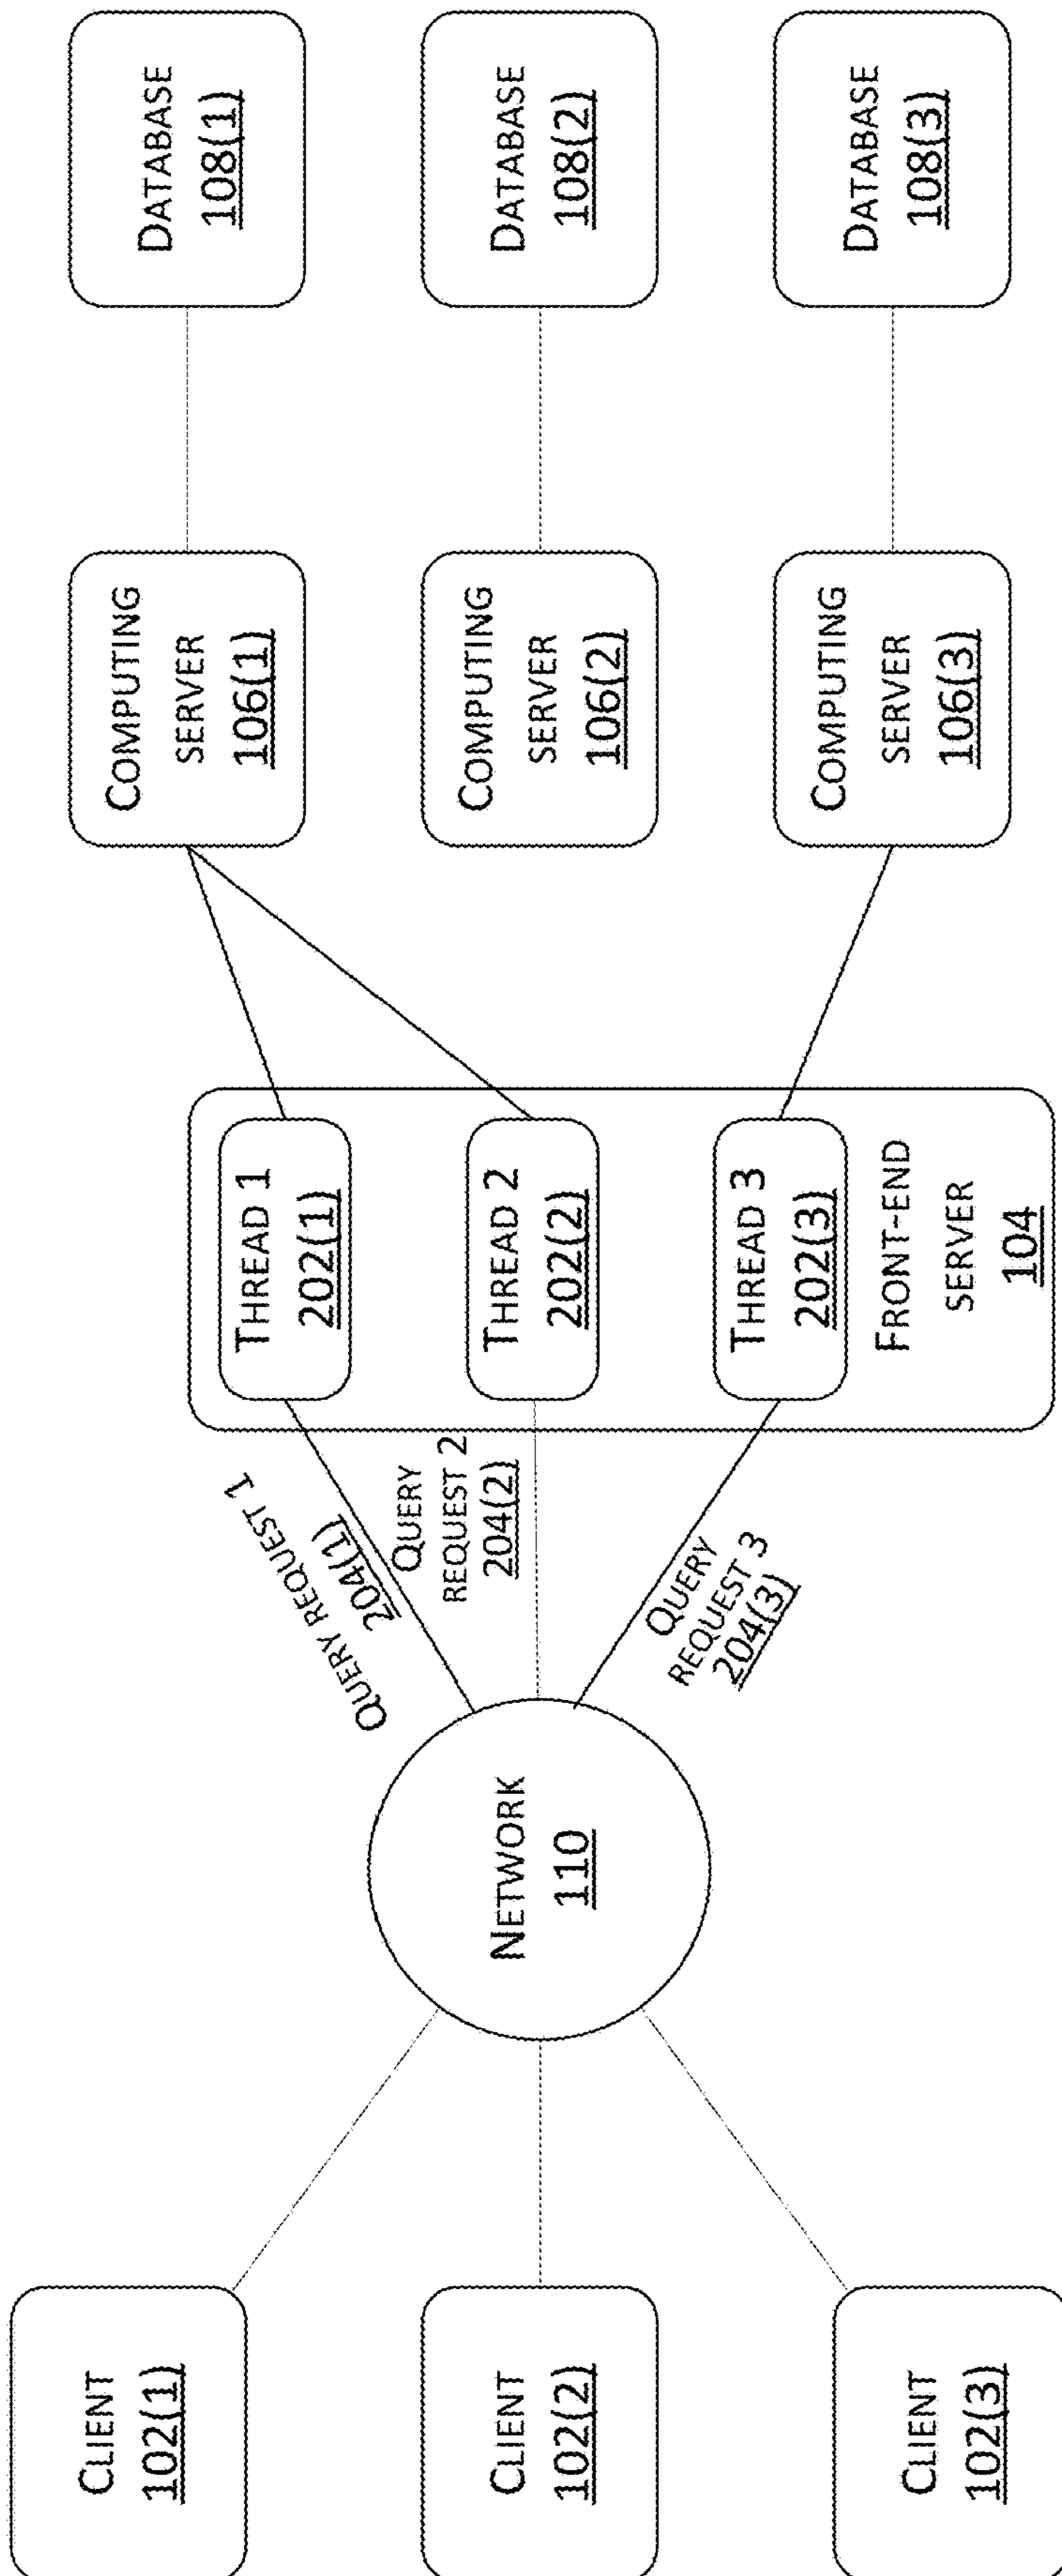 CLIENT
102(1)
CLIENT
102(2)
CLIENT
102(3)
NETWORK
110
QUERY REQUEST 1
204(1)
QUERY
REQUEST 2
204(2)
QUERY
REQUEST 3
204(3)
THREAD 1
202(1)
THREAD 2
202(2)
THREAD 3
202(3)
FRONT-END
SERVER
104
COMPUTING
SERVER
106(1)
COMPUTING
SERVER
106(2)
COMPUTING
SERVER
106(3)
DATABASE
108(1)
DATABASE
108(2)
DATABASE
108(3)